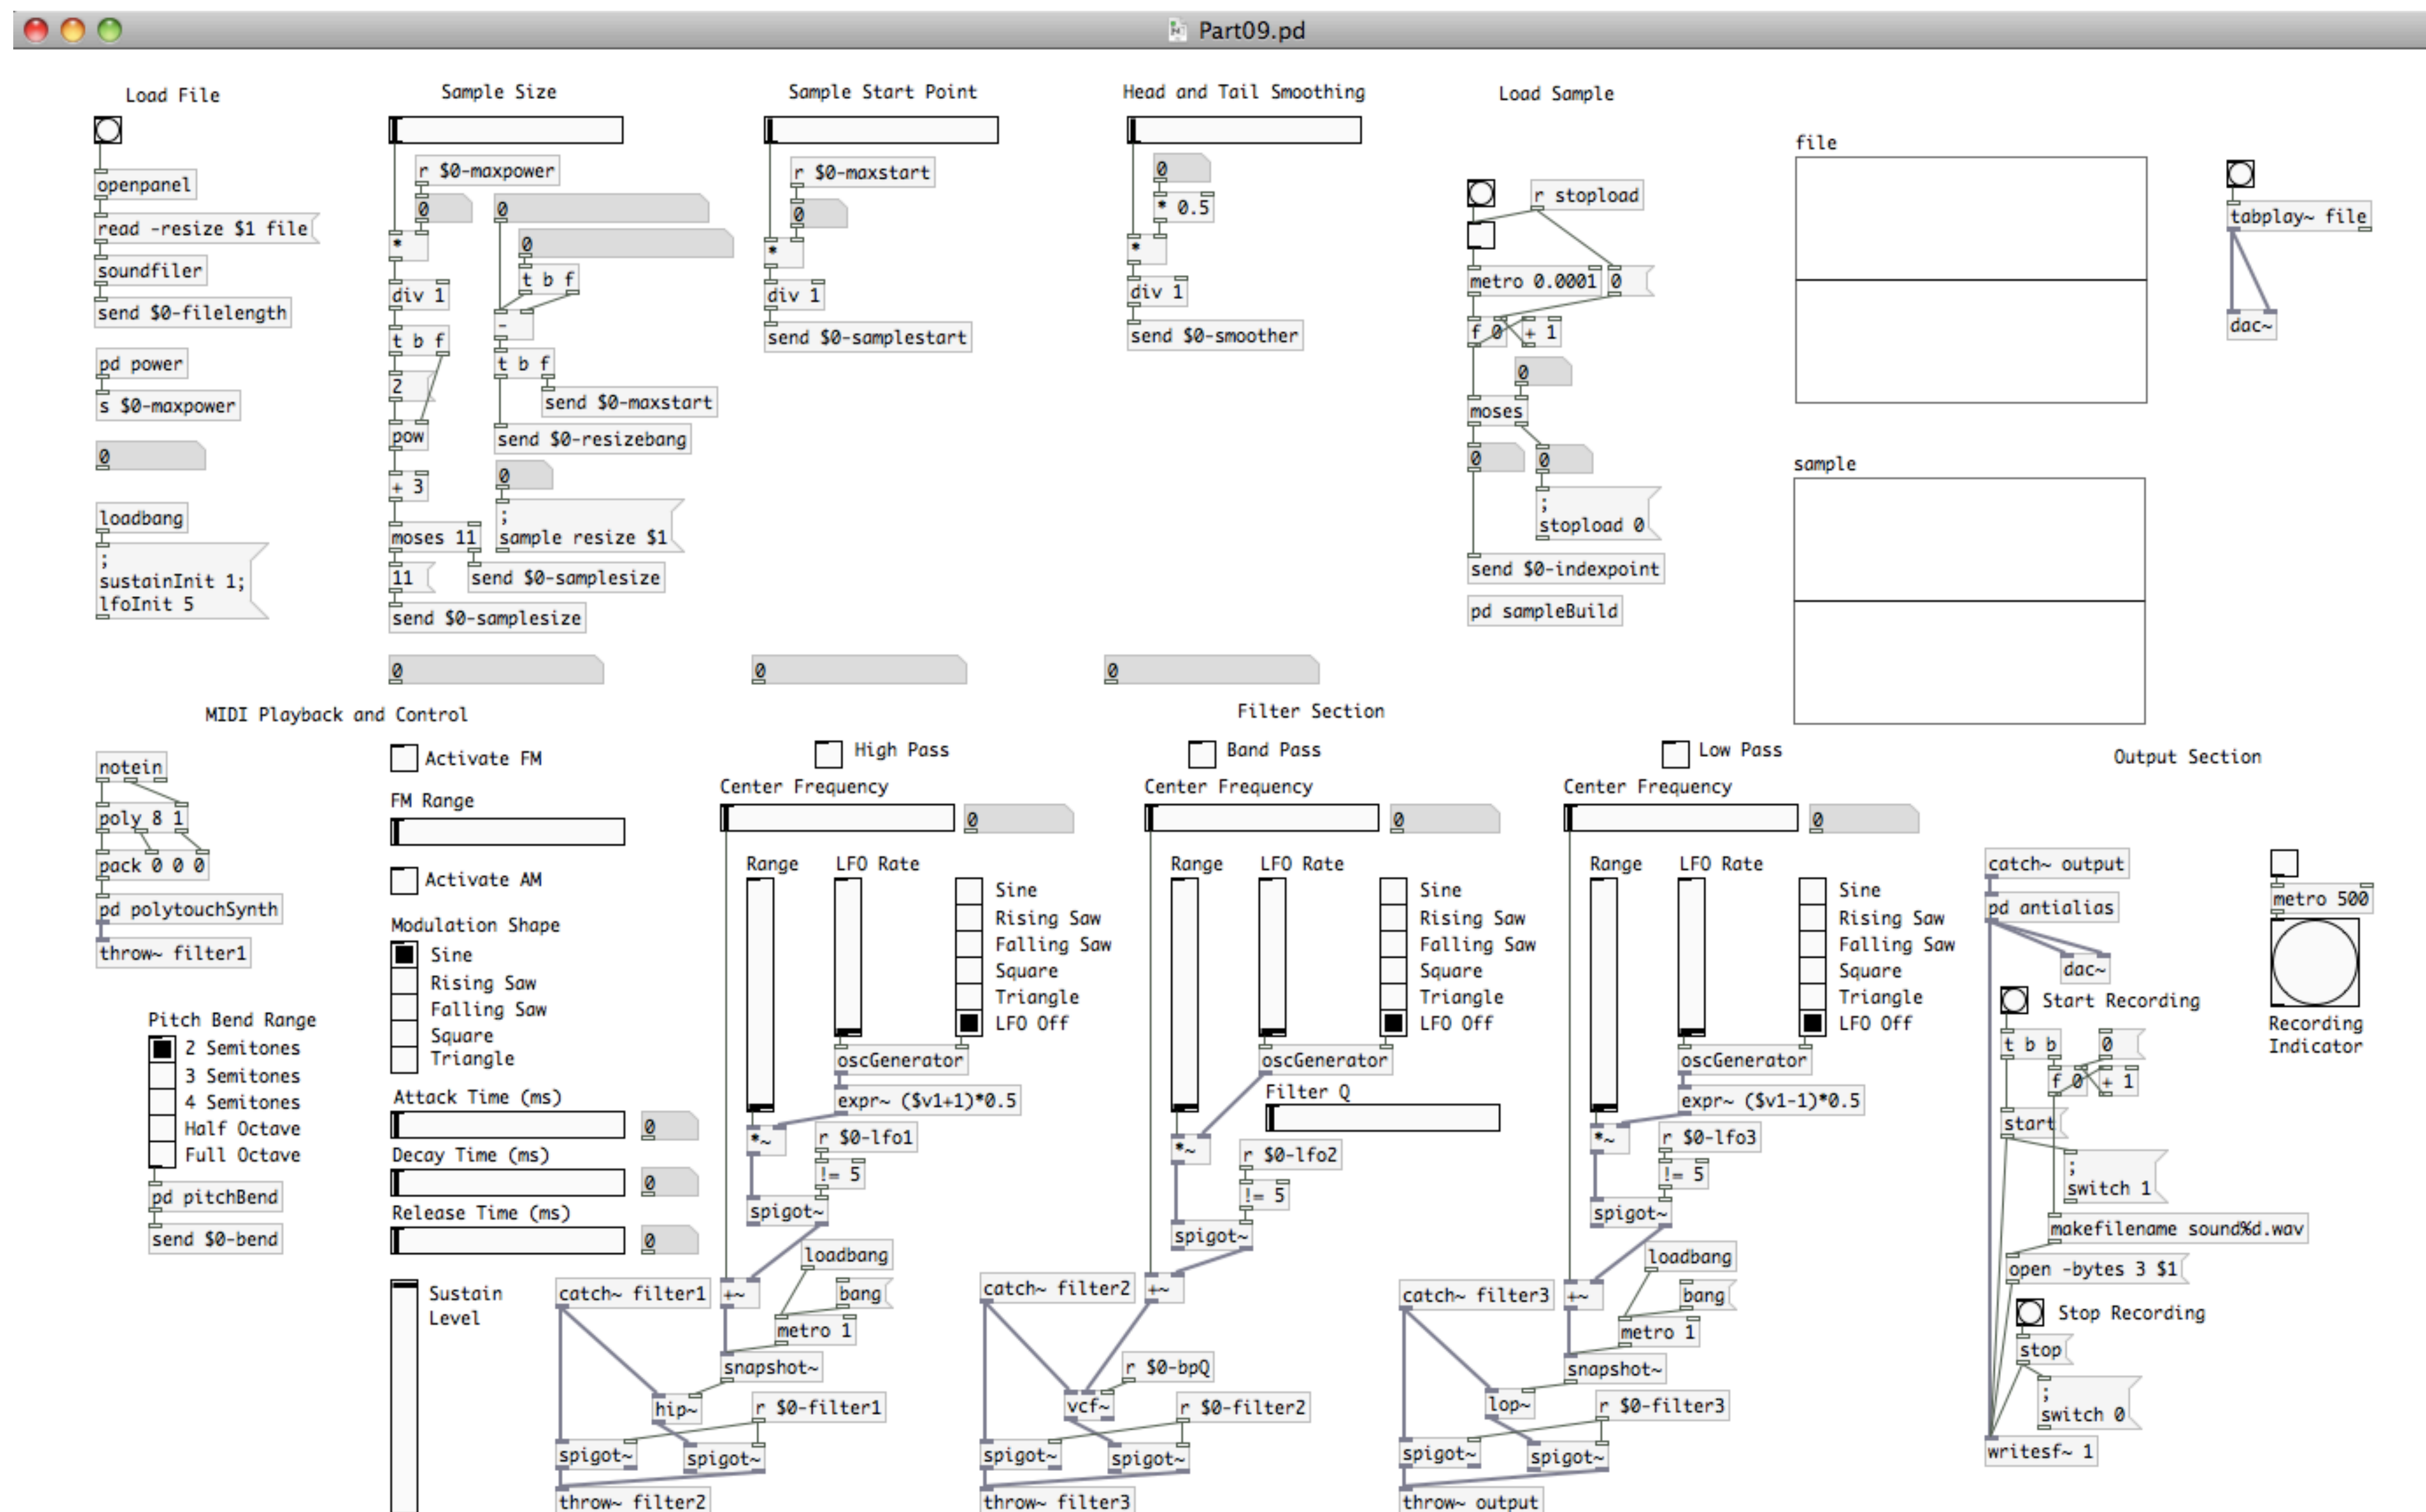 Part09.pd
Load File
openpanel
read -resize $1 file
soundfiler
send $0-filelength
pd power
s $0-maxpower
0
loadbang
;
sustainInit 1;
lfoInit 5
Sample Size
r $0-maxpower
0
0
*
0
t b f
div 1
-
t b f
t b f
2
send $0-maxstart
pow
send $0-resizebang
0
+ 3
;
sample resize $1
moses 11
11
send $0-samplesize
send $0-samplesize
0
Sample Start Point
r $0-maxstart
0
*
div 1
send $0-samplestart
0
Head and Tail Smoothing
0
* 0.5
*
div 1
send $0-smoother
0
Load Sample
r stopload
metro 0.0001
0
f 0
+ 1
0
moses
0
0
;
stopload 0
send $0-indexpoint
pd sampleBuild
file
sample
tabplay~ file
dac~
MIDI Playback and Control
notein
poly 8 1
pack 0 0 0
pd polytouchSynth
throw~ filter1
Pitch Bend Range
2 Semitones
3 Semitones
4 Semitones
Half Octave
Full Octave
pd pitchBend
send $0-bend
Activate FM
FM Range
Activate AM
Modulation Shape
Sine
Rising Saw
Falling Saw
Square
Triangle
Attack Time (ms)
0
Decay Time (ms)
0
Release Time (ms)
0
Sustain
Level
Filter Section
High Pass
Center Frequency
0
Range
LFO Rate
Sine
Rising Saw
Falling Saw
Square
Triangle
LFO Off
oscGenerator
expr~ ($v1+1)*0.5
*~
r $0-lfo1
!= 5
spigot~
loadbang
catch~ filter1
+~
bang
metro 1
snapshot~
hip~
r $0-filter1
spigot~
spigot~
throw~ filter2
Band Pass
Center Frequency
0
Range
LFO Rate
Sine
Rising Saw
Falling Saw
Square
Triangle
LFO Off
oscGenerator
Filter Q
*~
r $0-lfo2
!= 5
spigot~
catch~ filter2
+~
r $0-bpQ
vcf~
r $0-filter2
spigot~
spigot~
throw~ filter3
Low Pass
Center Frequency
0
Range
LFO Rate
Sine
Rising Saw
Falling Saw
Square
Triangle
LFO Off
oscGenerator
expr~ ($v1-1)*0.5
*~
r $0-lfo3
!= 5
spigot~
loadbang
catch~ filter3
+~
bang
metro 1
snapshot~
lop~
r $0-filter3
spigot~
spigot~
throw~ output
Output Section
catch~ output
pd antialias
dac~
metro 500
Recording
Indicator
Start Recording
t b b
0
f 0
+ 1
start
;
switch 1
makefilename sound%d.wav
open -bytes 3 $1
Stop Recording
stop
;
switch 0
writesf~ 1